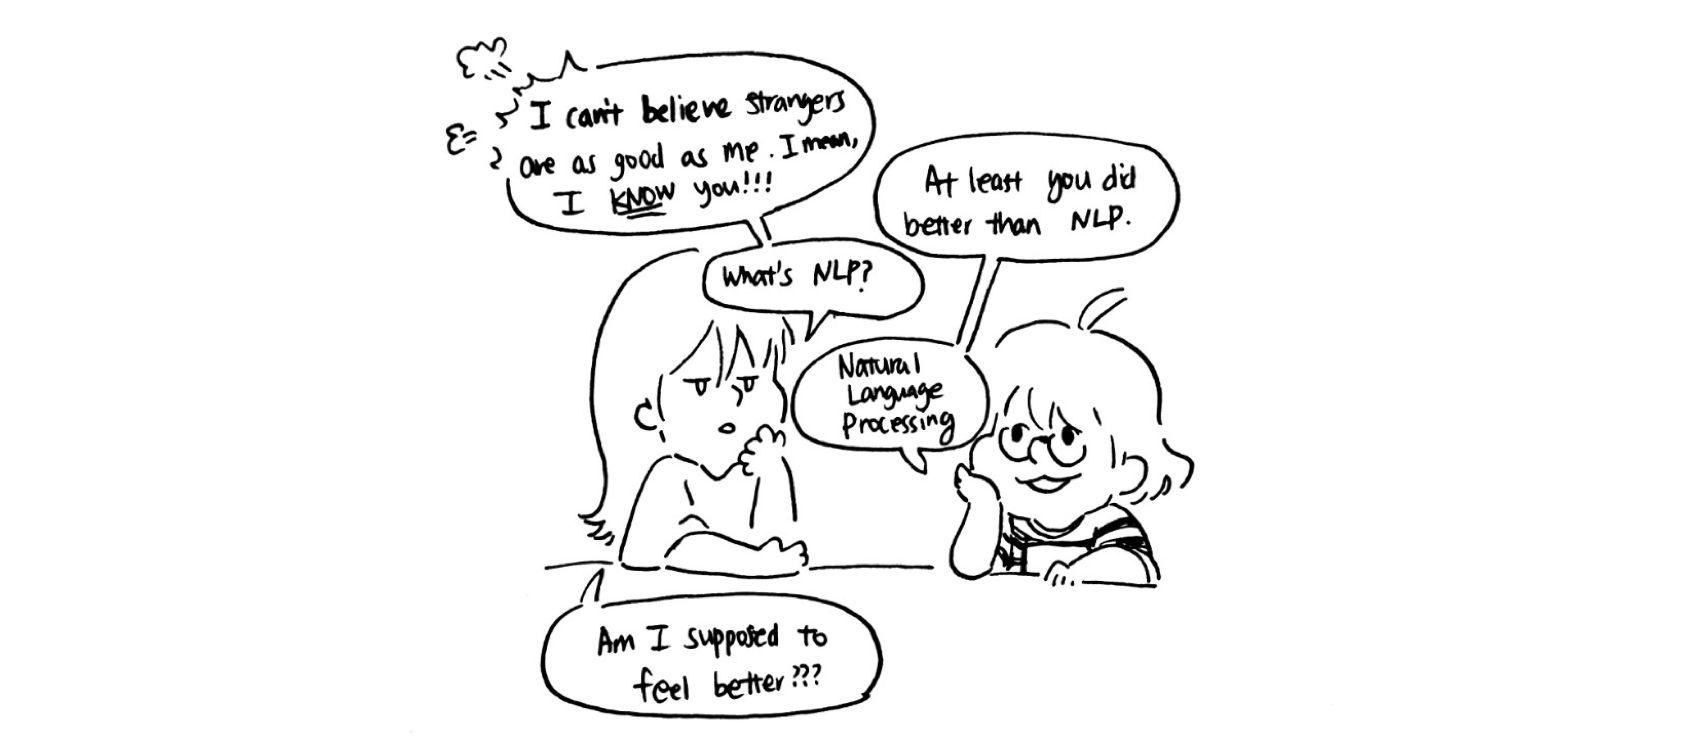 I can't believe strangers
are as good as me. I mean,
I KNOW you!!!
At least you did
better than NLP.
What's NLP?
Natural
Language
Processing
Am I supposed to
feel better???